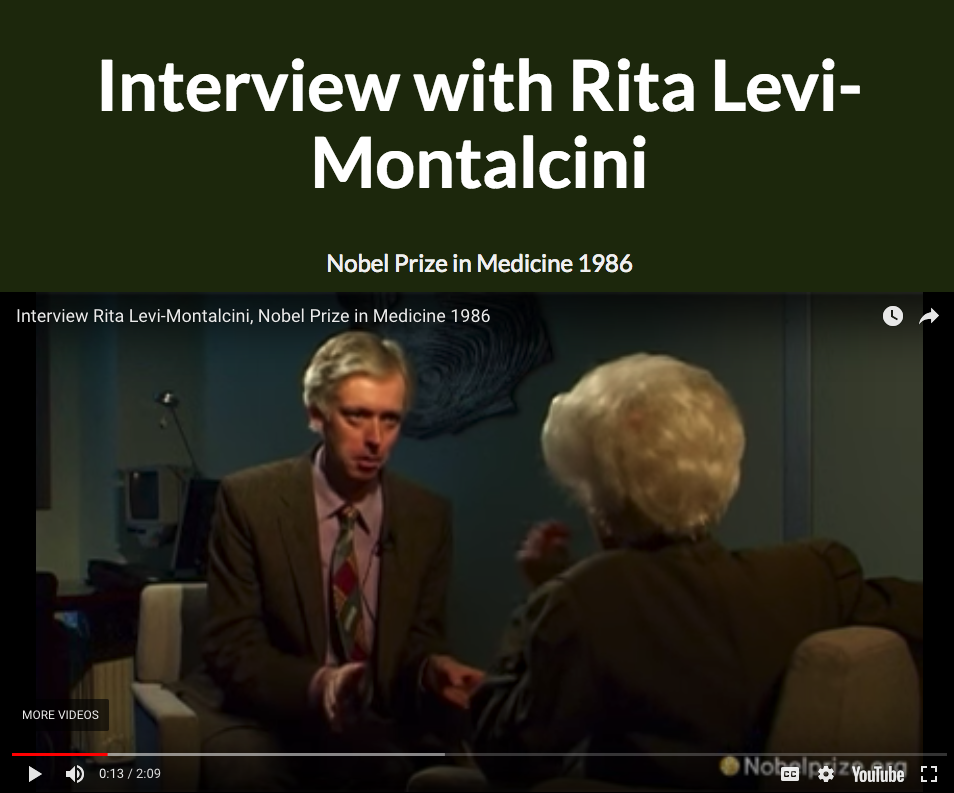 Interview with Rita Levi-
Montalcini
Nobel Prize in Medicine 1986
Interview Rita Levi-Montalcini, Nobel Prize in Medicine 1986
MORE VIDEOS
0:13 / 2:09
Nobelprize.org
CC
YouTube